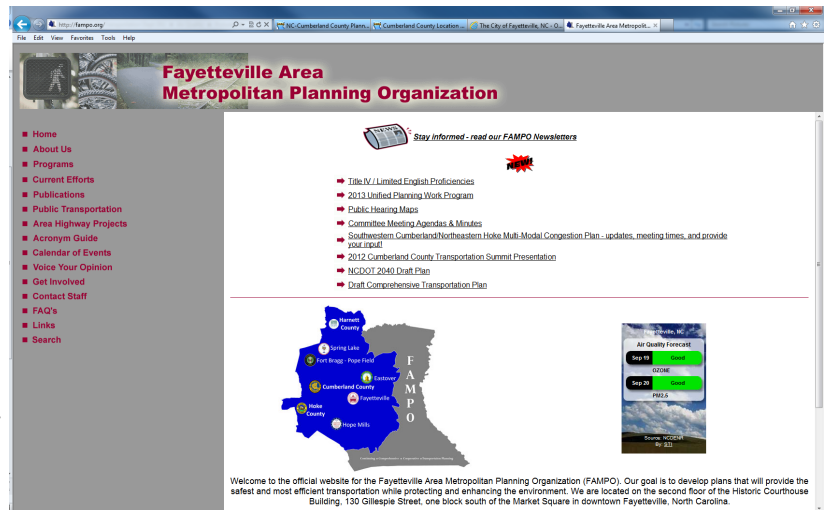 http://fampo.org/
NC-Cumberland County Plann...
Cumberland County Location ...
The City of Fayetteville, NC - O...
Fayetteville Area Metropolit...
File Edit View Favorites Tools Help
Fayetteville Area
Metropolitan Planning Organization
Home
About Us
Programs
Current Efforts
Publications
Public Transportation
Area Highway Projects
Acronym Guide
Calendar of Events
Voice Your Opinion
Get Involved
Contact Staff
FAQ's
Links
Search
NEWS
Stay informed - read our FAMPO Newsletters
NEW!
Title IV / Limited English Proficiencies
2013 Unified Planning Work Program
Public Hearing Maps
Committee Meeting Agendas & Minutes
Southwestern Cumberland/Northeastern Hoke Multi-Modal Congestion Plan - updates, meeting times, and provide
your input!
2012 Cumberland County Transportation Summit Presentation
NCDOT 2040 Draft Plan
Draft Comprehensive Transportation Plan
Harnett
County
Spring Lake
Fort Bragg - Pope Field
Eastover
Cumberland County
Fayetteville
Hoke
County
Hope Mills
FAMPO
Fayetteville, NC
Air Quality Forecast
Sep 19 Good
OZONE
Sep 20 Good
PM2.5
Source: NCDENR
By: STI
Welcome to the official website for the Fayetteville Area Metropolitan Planning Organization (FAMPO). Our goal is to develop plans that will provide the
safest and most efficient transportation while protecting and enhancing the environment. We are located on the second floor of the Historic Courthouse
Building, 130 Gillespie Street, one block south of the Market Square in downtown Fayetteville, North Carolina.